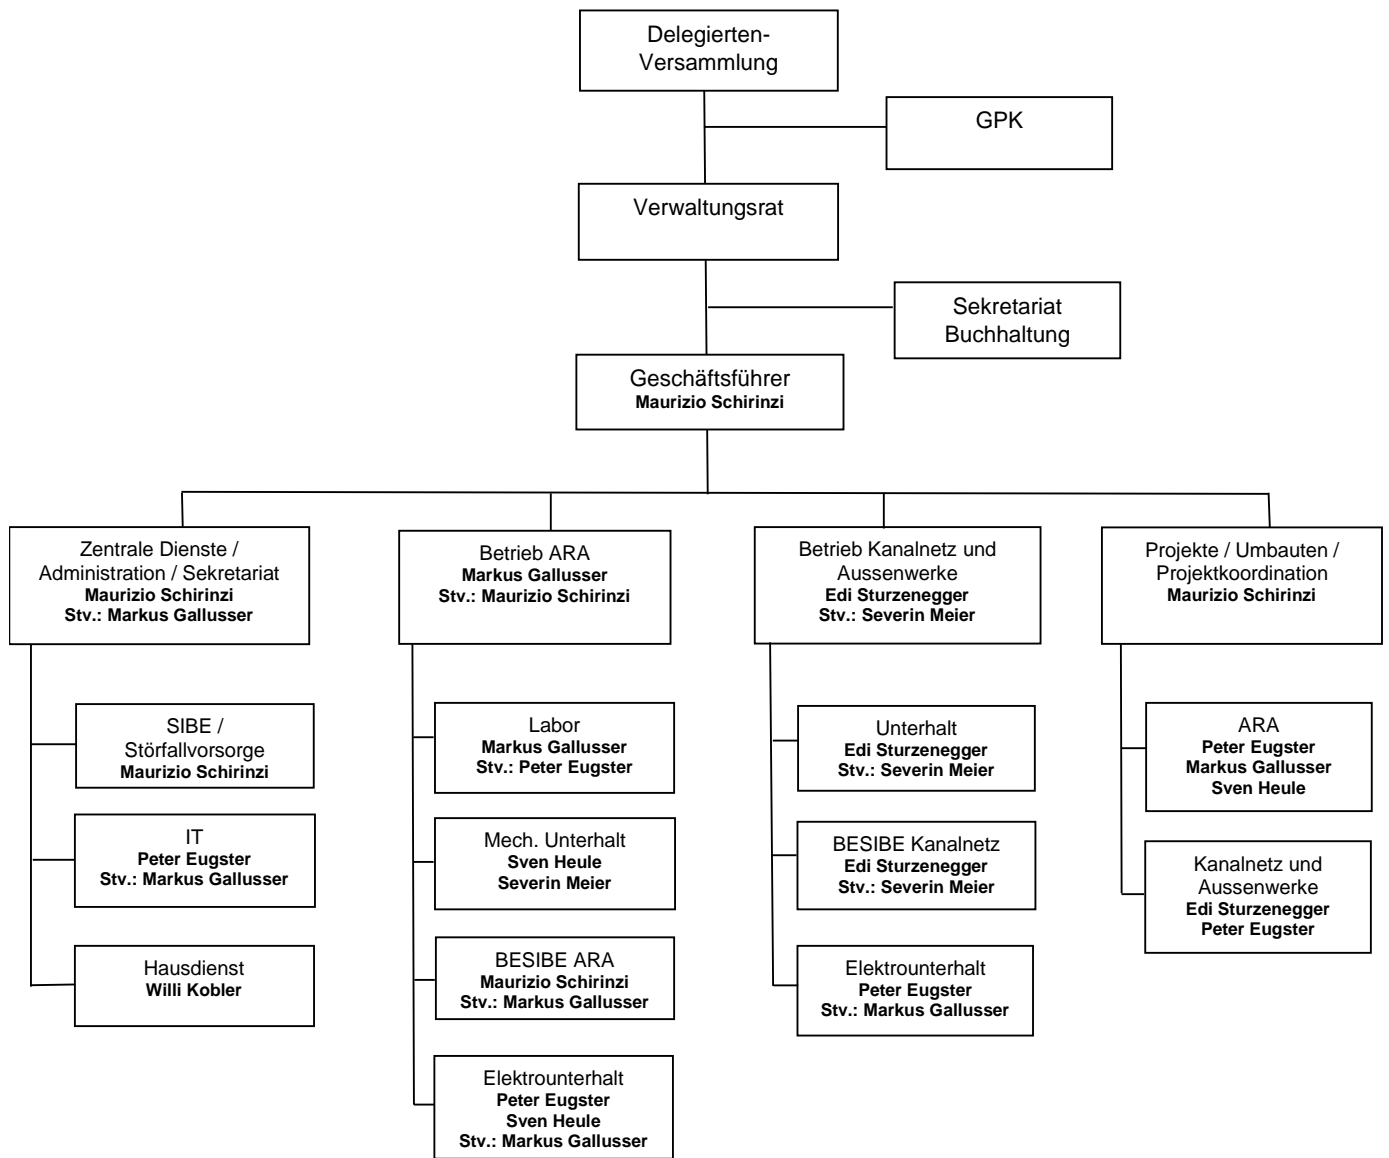 Delegierten-
Versammlung
GPK
Verwaltungsrat
Sekretariat
Buchhaltung
Geschäftsführer
Maurizio Schirinzi
Zentrale Dienste /
Administration / Sekretariat
Maurizio Schirinzi
Stv.: Markus Gallusser
SIBE /
Störfallvorsorge
Maurizio Schirinzi
IT
Peter Eugster
Stv.: Markus Gallusser
Hausdienst
Willi Kobler
Betrieb ARA
Markus Gallusser
Stv.: Maurizio Schirinzi
Labor
Markus Gallusser
Stv.: Peter Eugster
Mech. Unterhalt
Sven Heule
Severin Meier
BESIBE ARA
Maurizio Schirinzi
Stv.: Markus Gallusser
Elektrounterhalt
Peter Eugster
Sven Heule
Stv.: Markus Gallusser
Betrieb Kanalnetz und
Aussenwerke
Edi Sturzenegger
Stv.: Severin Meier
Unterhalt
Edi Sturzenegger
Stv.: Severin Meier
BESIBE Kanalnetz
Edi Sturzenegger
Stv.: Severin Meier
Elektrounterhalt
Peter Eugster
Stv.: Markus Gallusser
Projekte / Umbauten /
Projektkoordination
Maurizio Schirinzi
ARA
Peter Eugster
Markus Gallusser
Sven Heule
Kanalnetz und
Aussenwerke
Edi Sturzenegger
Peter Eugster